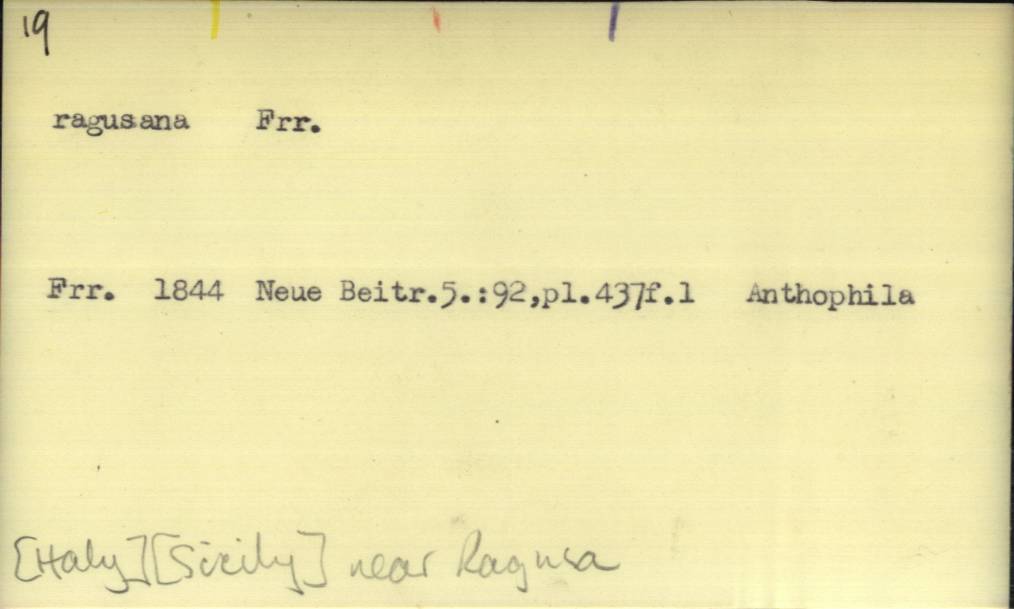 19
ragusana Frr.
Frr. 1844 Neue Beitr.5.:92,pl.437f.1 Anthophila
[Italy] [Sicily] near Ragusa